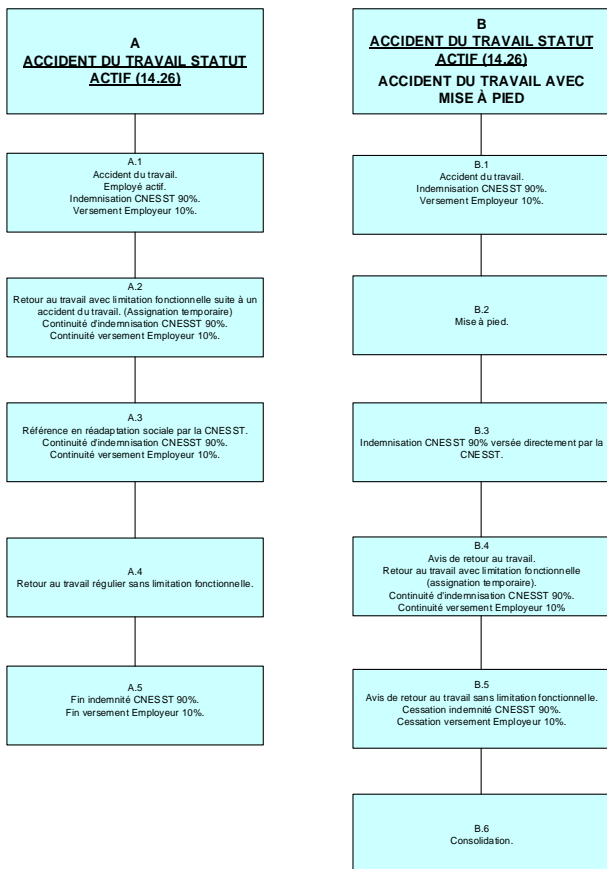 A
ACCIDENT DU TRAVAIL STATUT
ACTIF (14.26)
A.1
Accident du travail.
Employé actif.
Indemnisation CNESST 90%.
Versement Employeur 10%.
A.2
Retour au travail avec limitation fonctionnelle suite à un
accident du travail. (Assignation temporaire)
Continuité d'indemnisation CNESST 90%.
Continuité versement Employeur 10%.
A.3
Référence en réadaptation sociale par la CNESST.
Continuité d'indemnisation CNESST 90%.
Continuité versement Employeur 10%.
A.4
Retour au travail régulier sans limitation fonctionnelle.
A.5
Fin indemnité CNESST 90%.
Fin versement Employeur 10%.
B
ACCIDENT DU TRAVAIL STATUT
ACTIF (14.26)
ACCIDENT DU TRAVAIL AVEC
MISE À PIED
B.1
Accident du travail.
Indemnisation CNESST 90%.
Versement Employeur 10%.
B.2
Mise à pied.
B.3
Indemnisation CNESST 90% versée directement par la
CNESST.
B.4
Avis de retour au travail.
Retour au travail avec limitation fonctionnelle
(assignation temporaire).
Continuité d'indemnisation CNESST 90%.
Continuité versement Employeur 10%
B.5
Avis de retour au travail sans limitation fonctionnelle.
Cessation indemnité CNESST 90%.
Cessation versement Employeur 10%.
B.6
Consolidation.